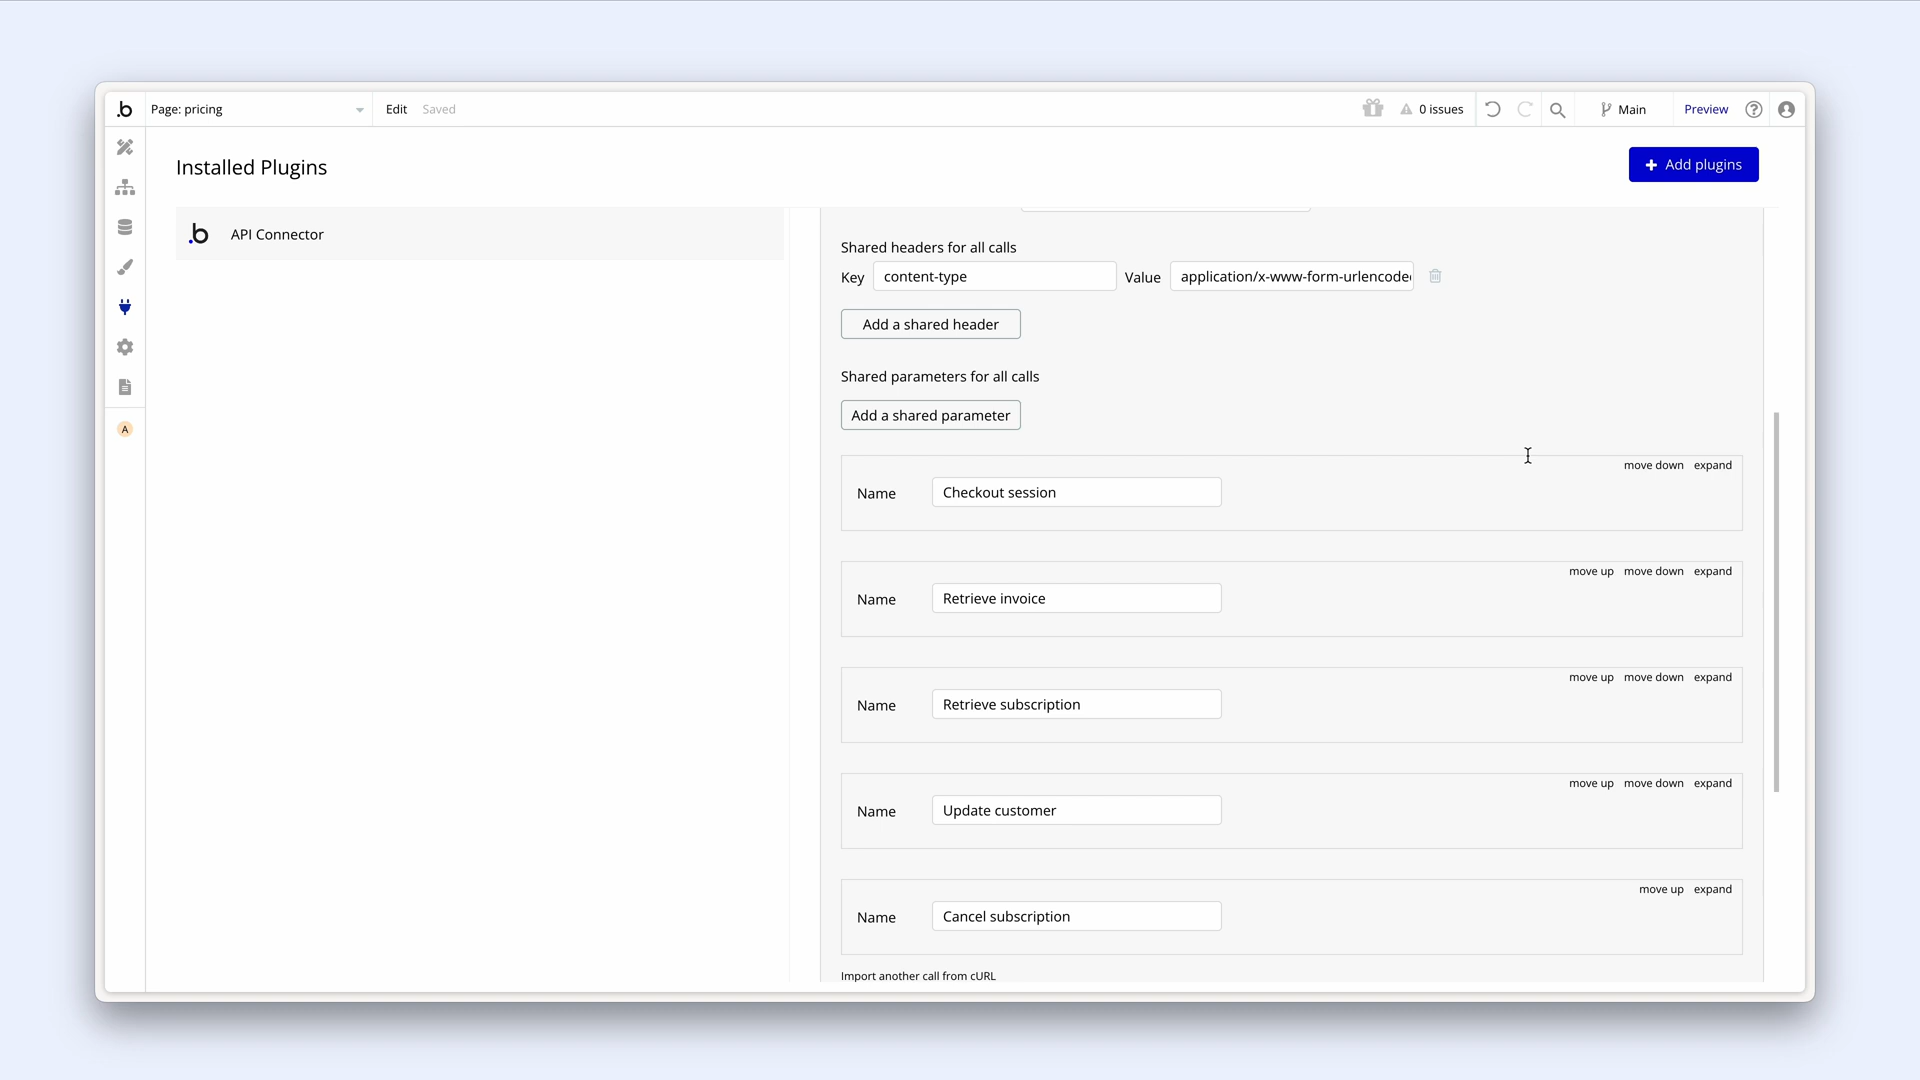 .b Page: pricing Edit Saved 0 issues Main Preview ?
Installed Plugins
+ Add plugins
.b API Connector
A
Shared headers for all calls
Key content-type Value application/x-www-form-urlencode
Add a shared header
Shared parameters for all calls
Add a shared parameter
move down expand
Name Checkout session
move up move down expand
Name Retrieve invoice
move up move down expand
Name Retrieve subscription
move up move down expand
Name Update customer
move up expand
Name Cancel subscription
Import another call from cURL